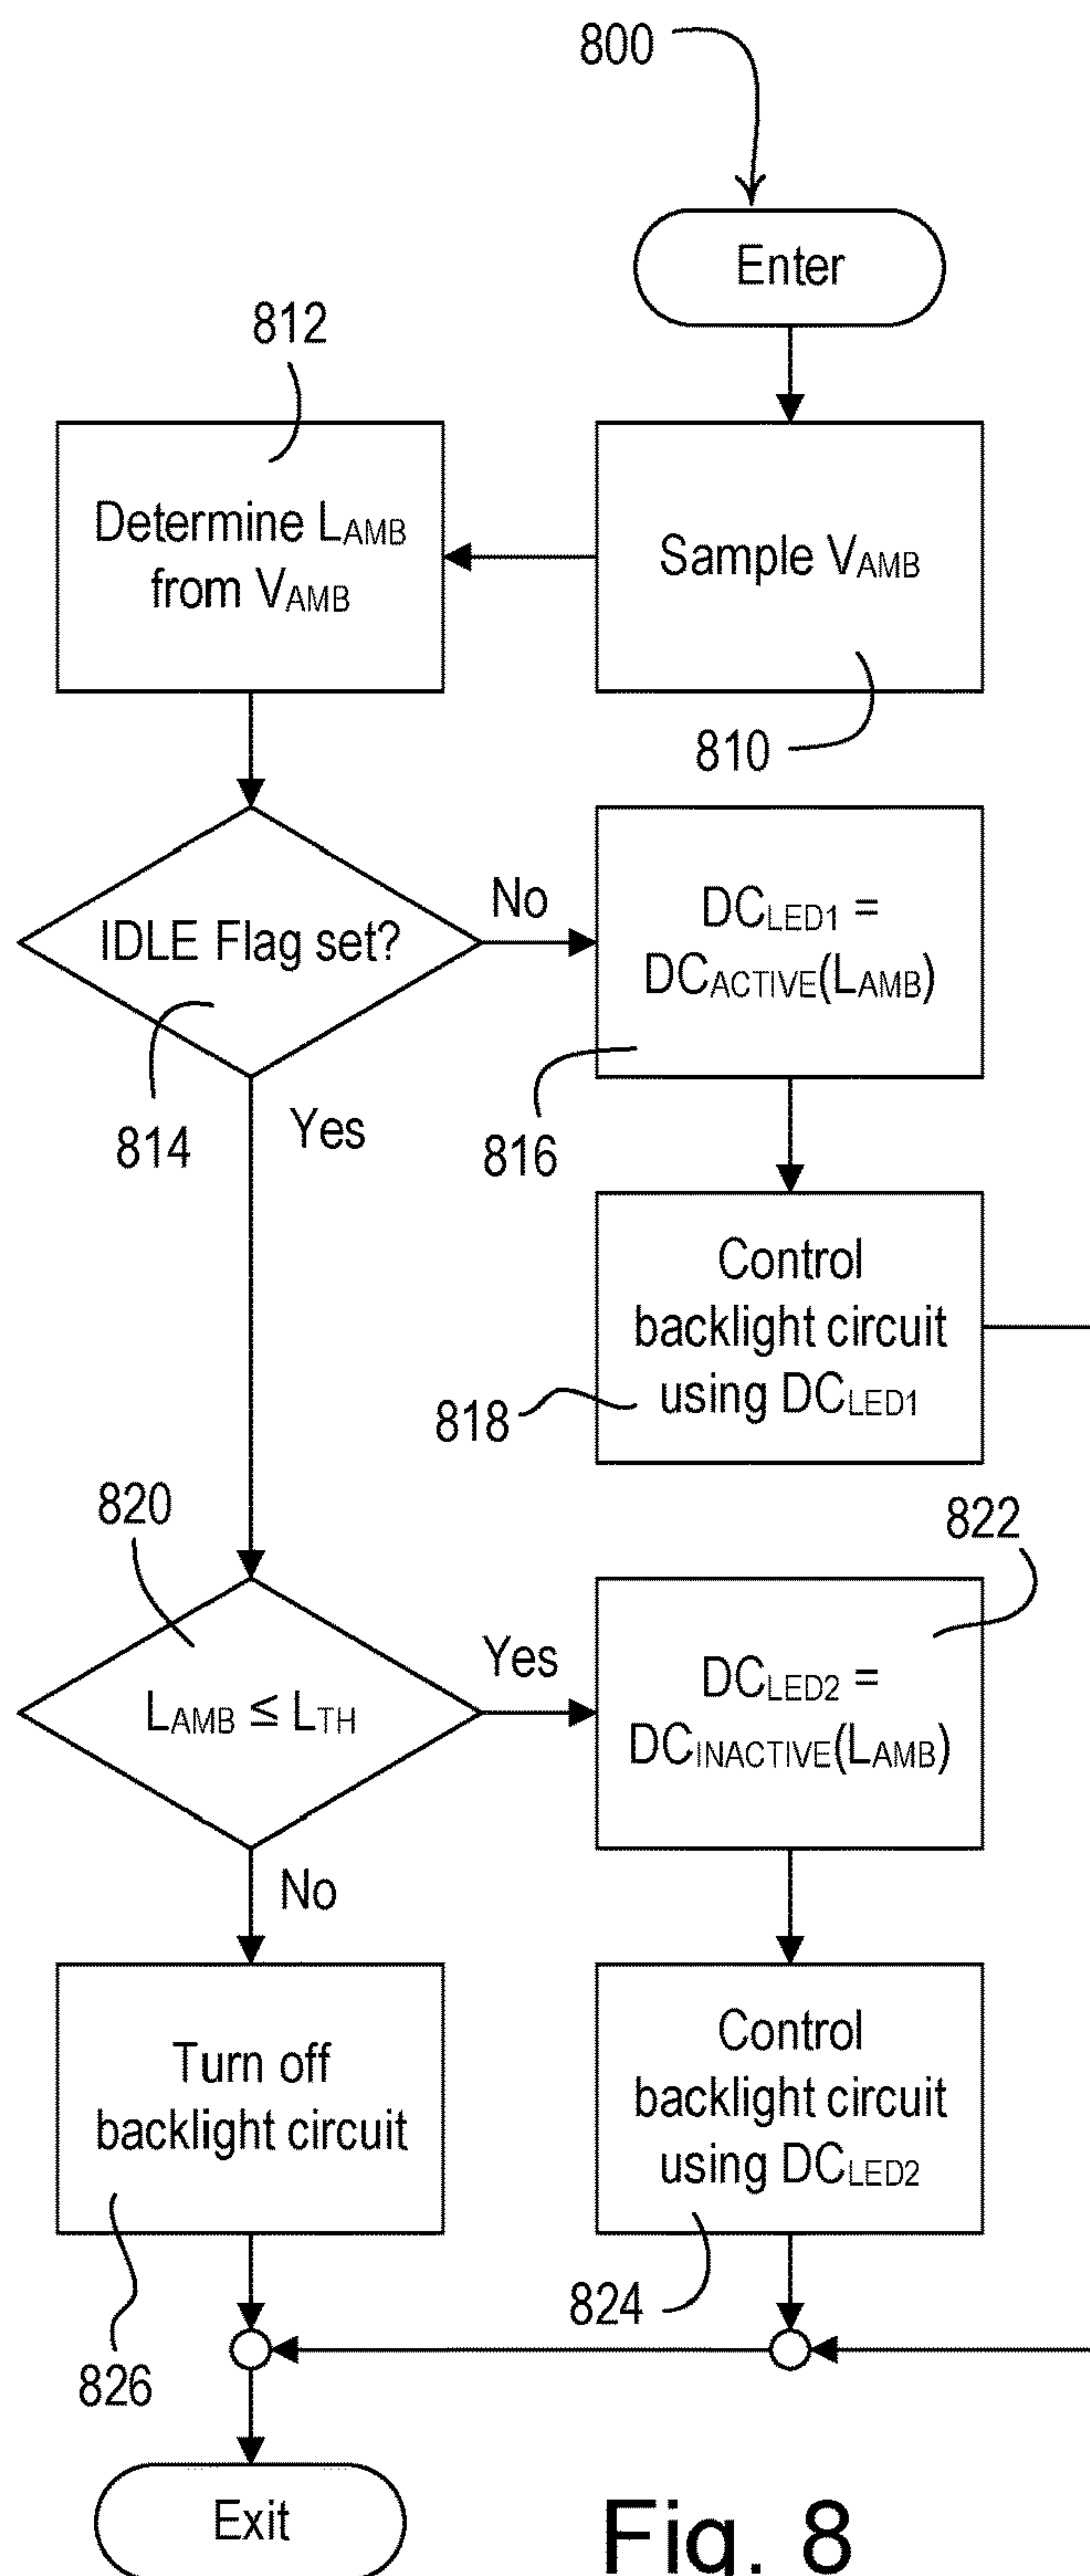 800
Enter
812
Determine LAMB
from VAMB
Sample VAMB
810
IDLE Flag set?
No
DCLED1 =
DCACTIVE(LAMB)
814
Yes
816
Control
backlight circuit
using DCLED1
818
820
822
LAMB ≤ LTH
Yes
DCLED2 =
DCINACTIVE(LAMB)
No
Turn off
backlight circuit
Control
backlight circuit
using DCLED2
824
826
Exit
Fig. 8